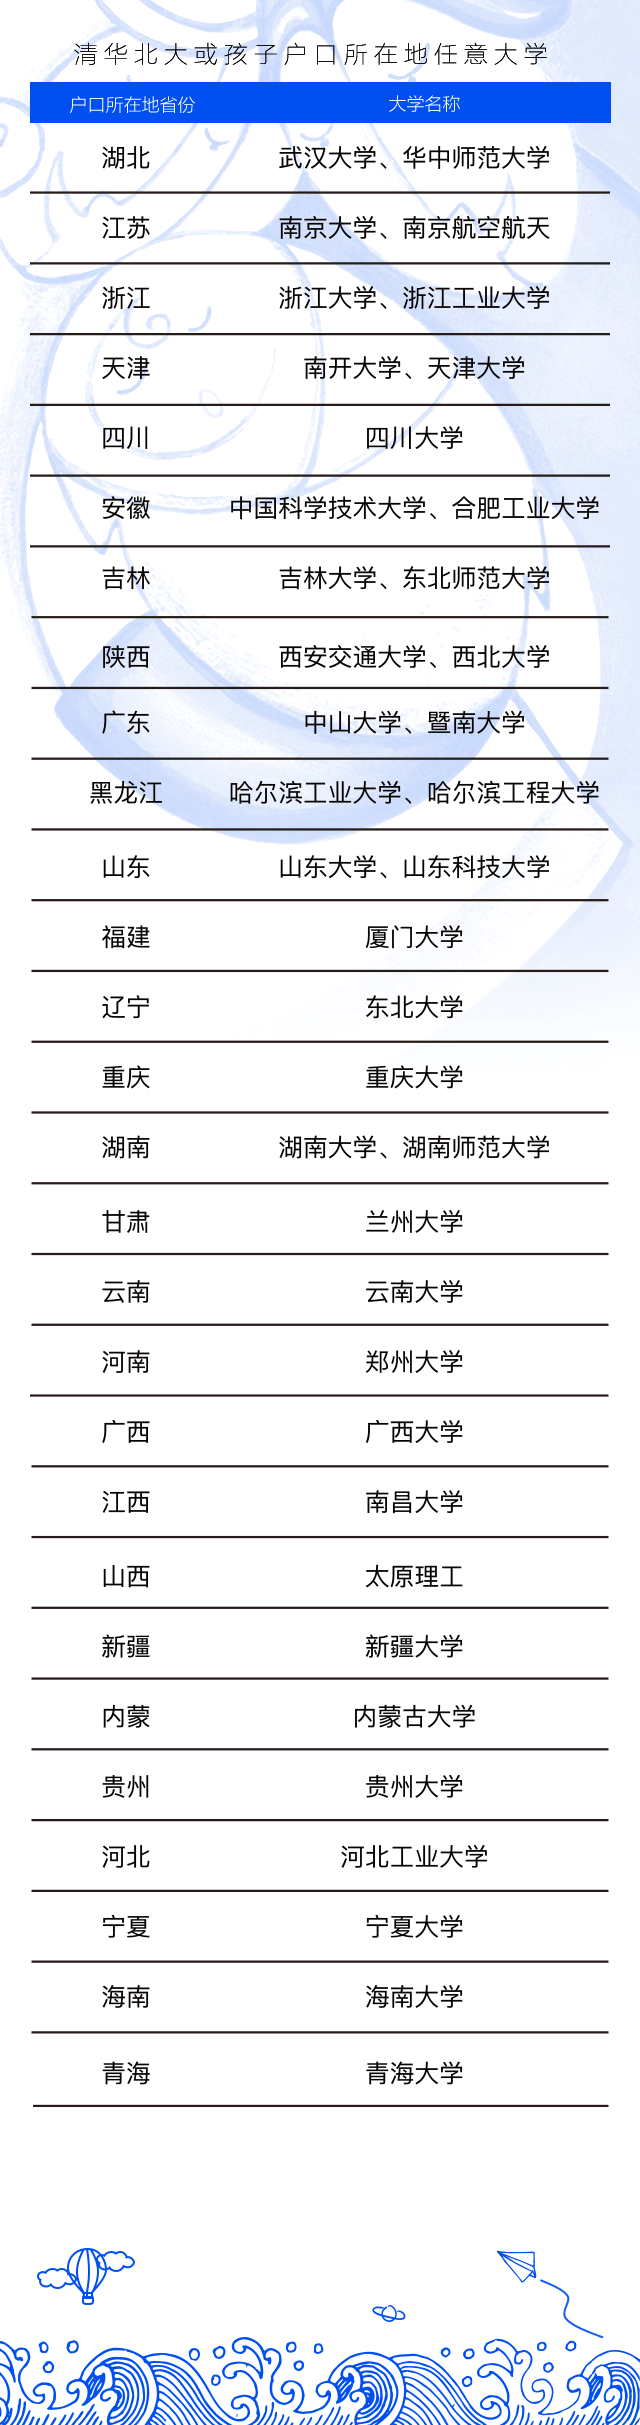 清华北大或孩子户口所在地任意大学
户口所在地省份 大学名称
湖北 武汉大学、华中师范大学
江苏 南京大学、南京航空航天
浙江 浙江大学、浙江工业大学
天津 南开大学、天津大学
四川 四川大学
安徽 中国科学技术大学、合肥工业大学
吉林 吉林大学、东北师范大学
陕西 西安交通大学、西北大学
广东 中山大学、暨南大学
黑龙江 哈尔滨工业大学、哈尔滨工程大学
山东 山东大学、山东科技大学
福建 厦门大学
辽宁 东北大学
重庆 重庆大学
湖南 湖南大学、湖南师范大学
甘肃 兰州大学
云南 云南大学
河南 郑州大学
广西 广西大学
江西 南昌大学
山西 太原理工
新疆 新疆大学
内蒙 内蒙古大学
贵州 贵州大学
河北 河北工业大学
宁夏 宁夏大学
海南 海南大学
青海 青海大学